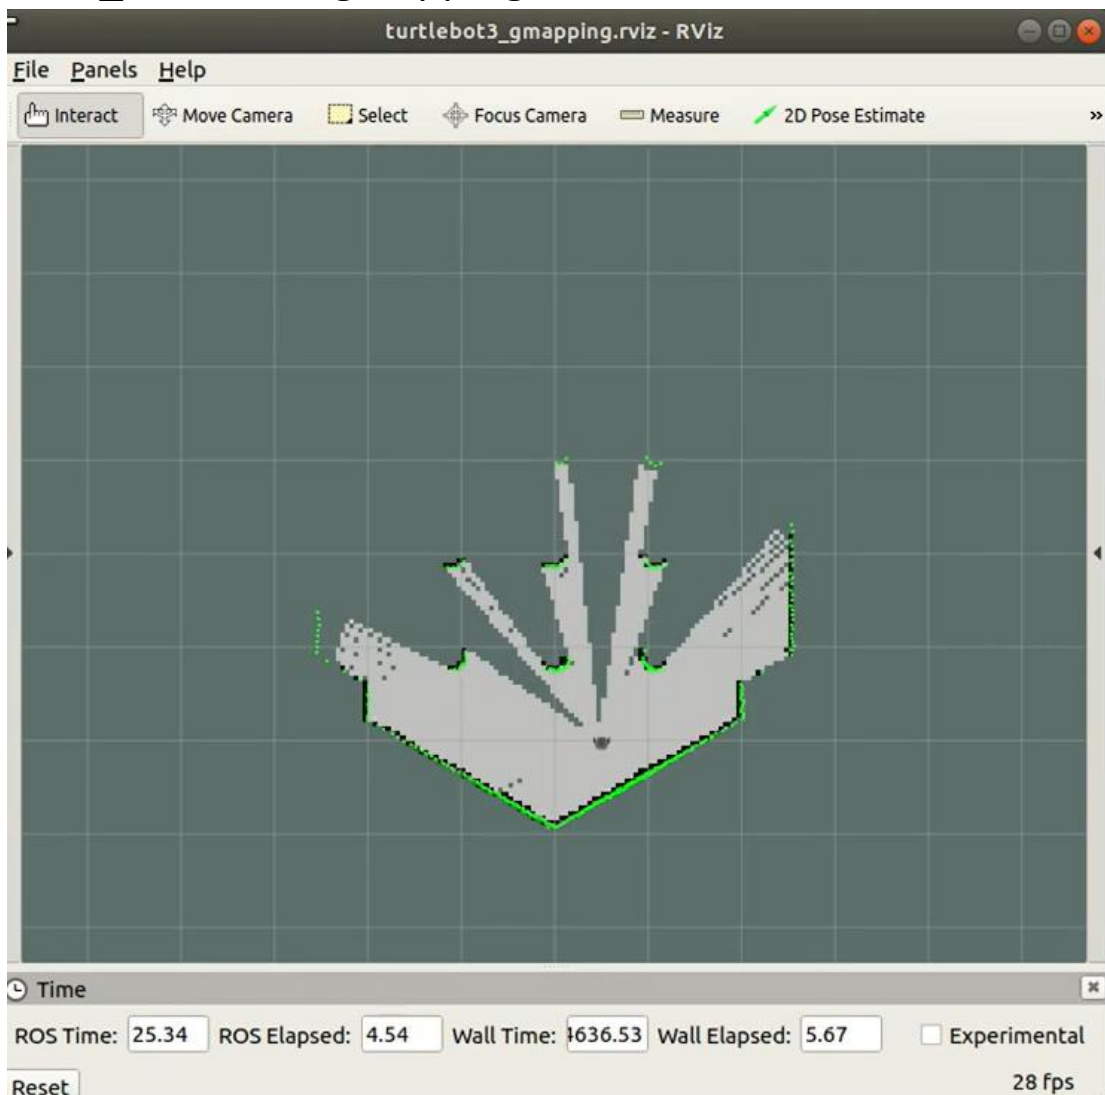 turtlebot3_gmapping.rviz - RViz
File Panels Help
Interact Move Camera Select Focus Camera Measure 2D Pose Estimate »
Time
ROS Time: 25.34 ROS Elapsed: 4.54 Wall Time: 4636.53 Wall Elapsed: 5.67 Experimental
28 fps
Reset